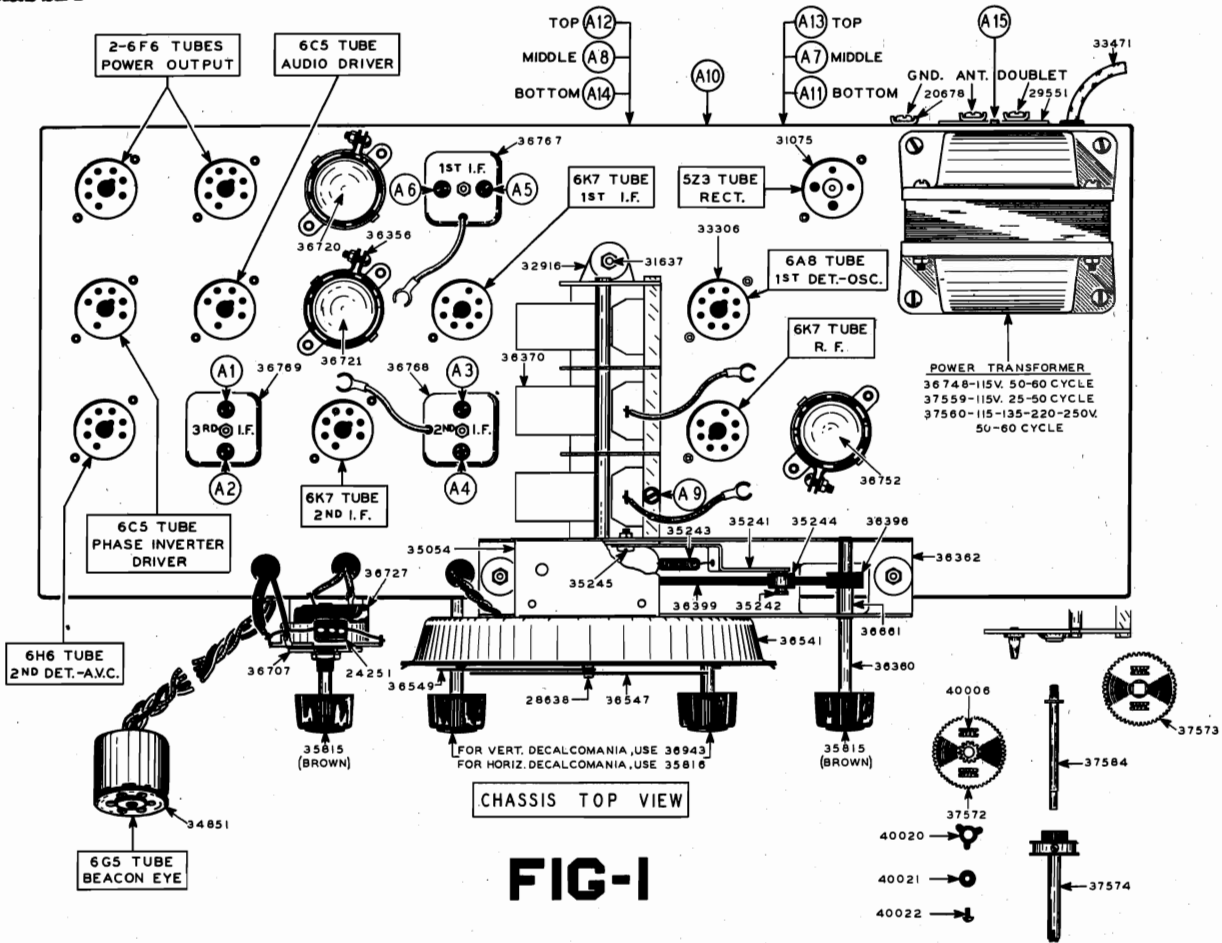 TOP A12
MIDDLE A8
BOTTOM A14
A10
A13 TOP
A7 MIDDLE
A11 BOTTOM
A15
33471
GND. ANT. DOUBLET
20678
29551
2-6F6 TUBES
POWER OUTPUT
6C5 TUBE
AUDIO DRIVER
36767
1ST I.F.
A6
A5
6K7 TUBE
1ST I.F.
5Z3 TUBE
RECT.
31075
36720
36356
32916
31637
33306
6A8 TUBE
1ST DET.-OSC.
6K7 TUBE
R. F.
36721
36370
POWER TRANSFORMER
36748-115V. 50-60 CYCLE
37559-115V. 25-50 CYCLE
37560-115-135-220-250V.
50-60 CYCLE
A1
36769
3RD I.F.
A2
36768
A3
2ND I.F.
A4
36752
6K7 TUBE
2ND I.F.
A9
6C5 TUBE
PHASE INVERTER
DRIVER
35054
35243
35241
35244
36396
36362
35245
36399
35242
36661
36727
6H6 TUBE
2ND DET.-A.V.C.
36707
24251
36541
36360
36549
28638
36547
35815
(BROWN)
FOR VERT. DECALCOMANIA, USE 36943
FOR HORIZ. DECALCOMANIA, USE 35816
35815
(BROWN)
CHASSIS TOP VIEW
34851
6G5 TUBE
BEACON EYE
FIG-1
40006
37573
37584
37572
40020
40021
37574
40022